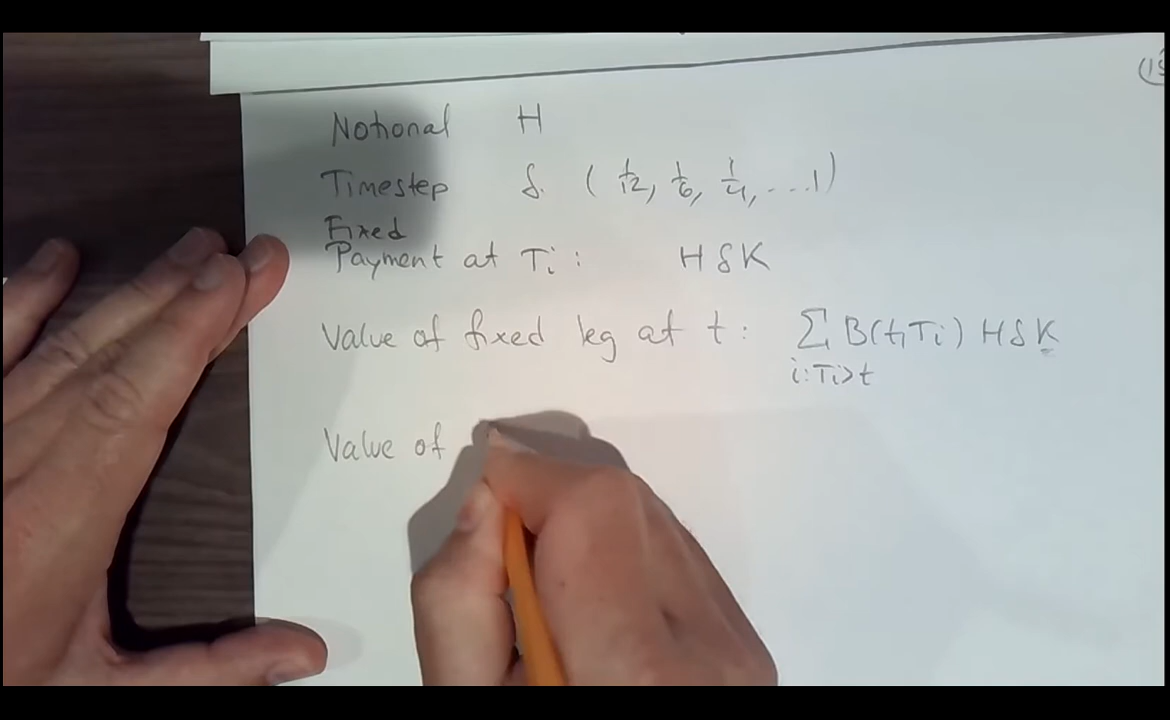 Notional H
Timestep δ. ( 1/12, 1/6, 1/4, ...1)
Fixed
Payment at Ti : HδK
Value of fixed leg at t : ∑ B(t,Ti) HδK
i:Ti>t
Value of